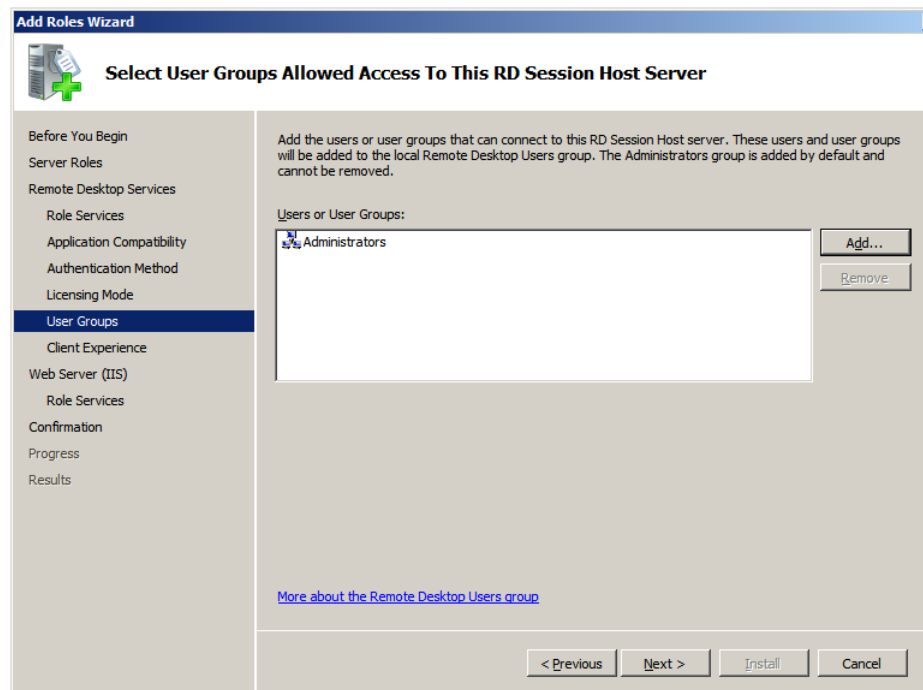 Add Roles Wizard
Select User Groups Allowed Access To This RD Session Host Server
Before You Begin
Server Roles
Remote Desktop Services
Role Services
Application Compatibility
Authentication Method
Licensing Mode
User Groups
Client Experience
Web Server (IIS)
Role Services
Confirmation
Progress
Results
Add the users or user groups that can connect to this RD Session Host server. These users and user groups
will be added to the local Remote Desktop Users group. The Administrators group is added by default and
cannot be removed.
Users or User Groups:
Administrators
Add...
Remove
More about the Remote Desktop Users group
< Previous
Next >
Install
Cancel